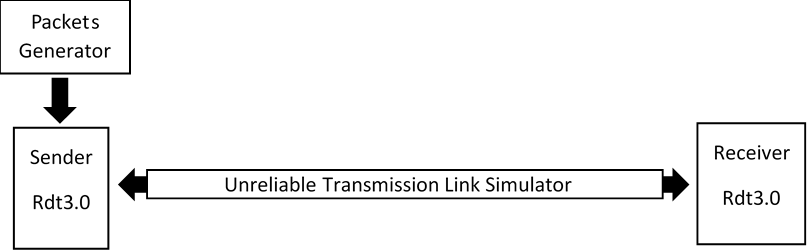 Packets
Generator
Sender
Rdt3.0
Unreliable Transmission Link Simulator
Receiver
Rdt3.0